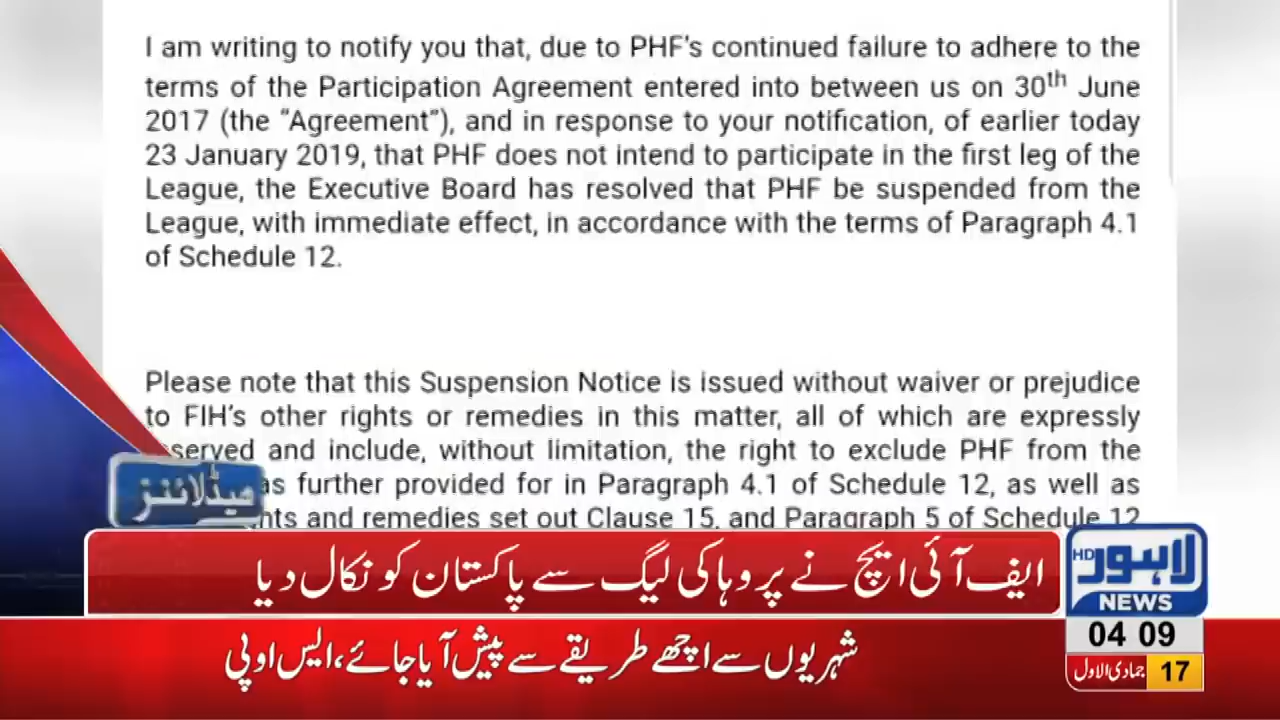 I am writing to notify you that, due to PHF's continued failure to adhere to the
terms of the Participation Agreement entered into between us on 30th June
2017 (the “Agreement”), and in response to your notification, of earlier today
23 January 2019, that PHF does not intend to participate in the first leg of the
League, the Executive Board has resolved that PHF be suspended from the
League, with immediate effect, in accordance with the terms of Paragraph 4.1
of Schedule 12.
Please note that this Suspension Notice is issued without waiver or prejudice
to FIH's other rights or remedies in this matter, all of which are expressly
and include, without limitation, the right to exclude PHF from the
as further provided for in Paragraph 4.1 of Schedule 12, as well as
and remedies set out Clause 15, and Paragraph 5 of Schedule 12
ہیڈلائنز
ایف آئی ایچ نے پرو ہاکی لیگ سے پاکستان کو نکال دیا
شہریوں سے اچھے طریقے سے پیش آیا جائے، ایس او پی
لاہور HD
NEWS
04 09
17 جمادی الاول